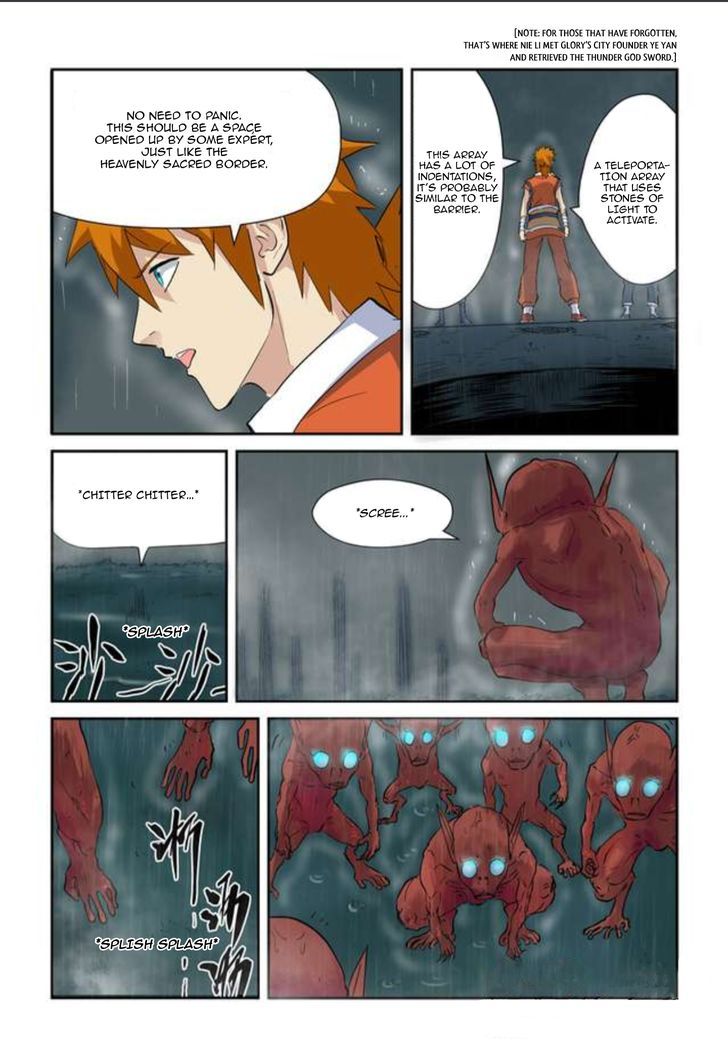 [NOTE: FOR THOSE THAT HAVE FORGOTTEN,
THAT'S WHERE NIE LI MET GLORY'S CITY FOUNDER YE YAN
AND RETRIEVED THE THUNDER GOD SWORD.]
NO NEED TO PANIC.
THIS SHOULD BE A SPACE
OPENED UP BY SOME EXPERT,
JUST LIKE THE
HEAVENLY SACRED BORDER.
THIS ARRAY
HAS A LOT OF
INDENTATIONS,
IT'S PROBABLY
SIMILAR TO THE
BARRIER.
A TELEPORTA-
TION ARRAY
THAT USES
STONES OF
LIGHT TO
ACTIVATE.
*CHITTER CHITTER...*
*SPLASH*
沙 沙
*SCREE...*
淅
*SPLISH SPLASH*